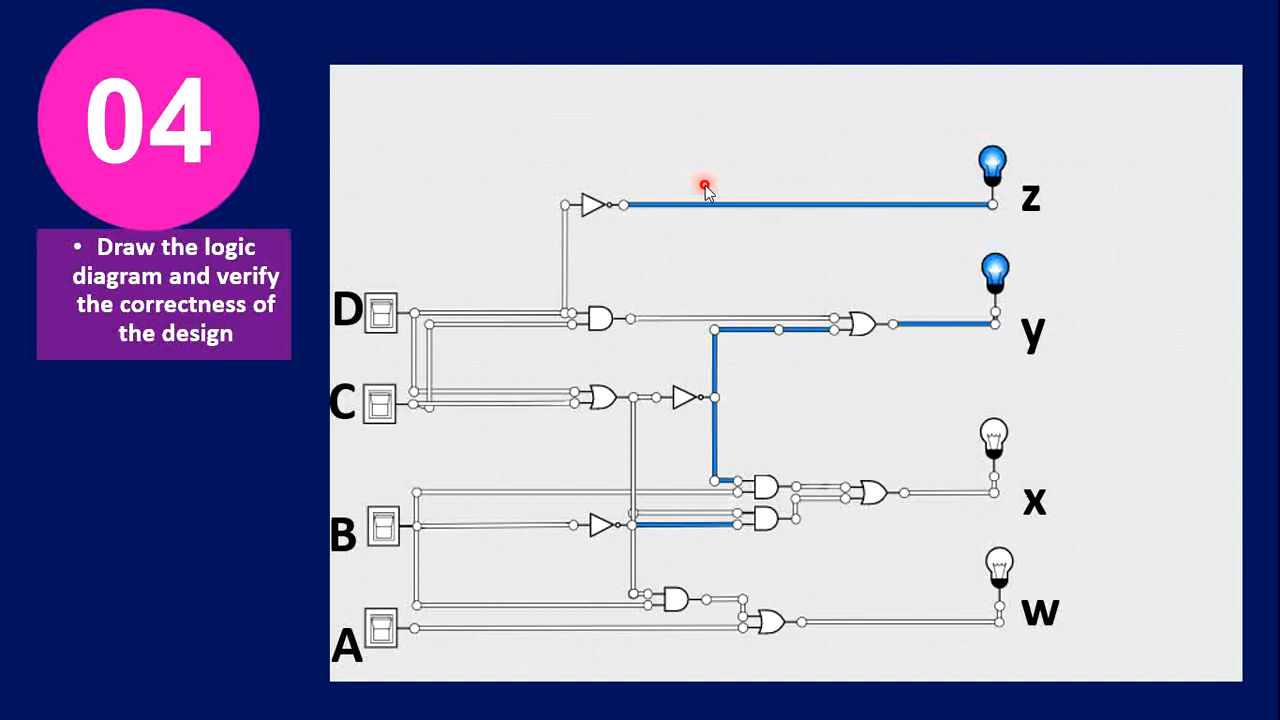 04
• Draw the logic
diagram and verify
the correctness of
the design
z
D
y
C
x
B
w
A